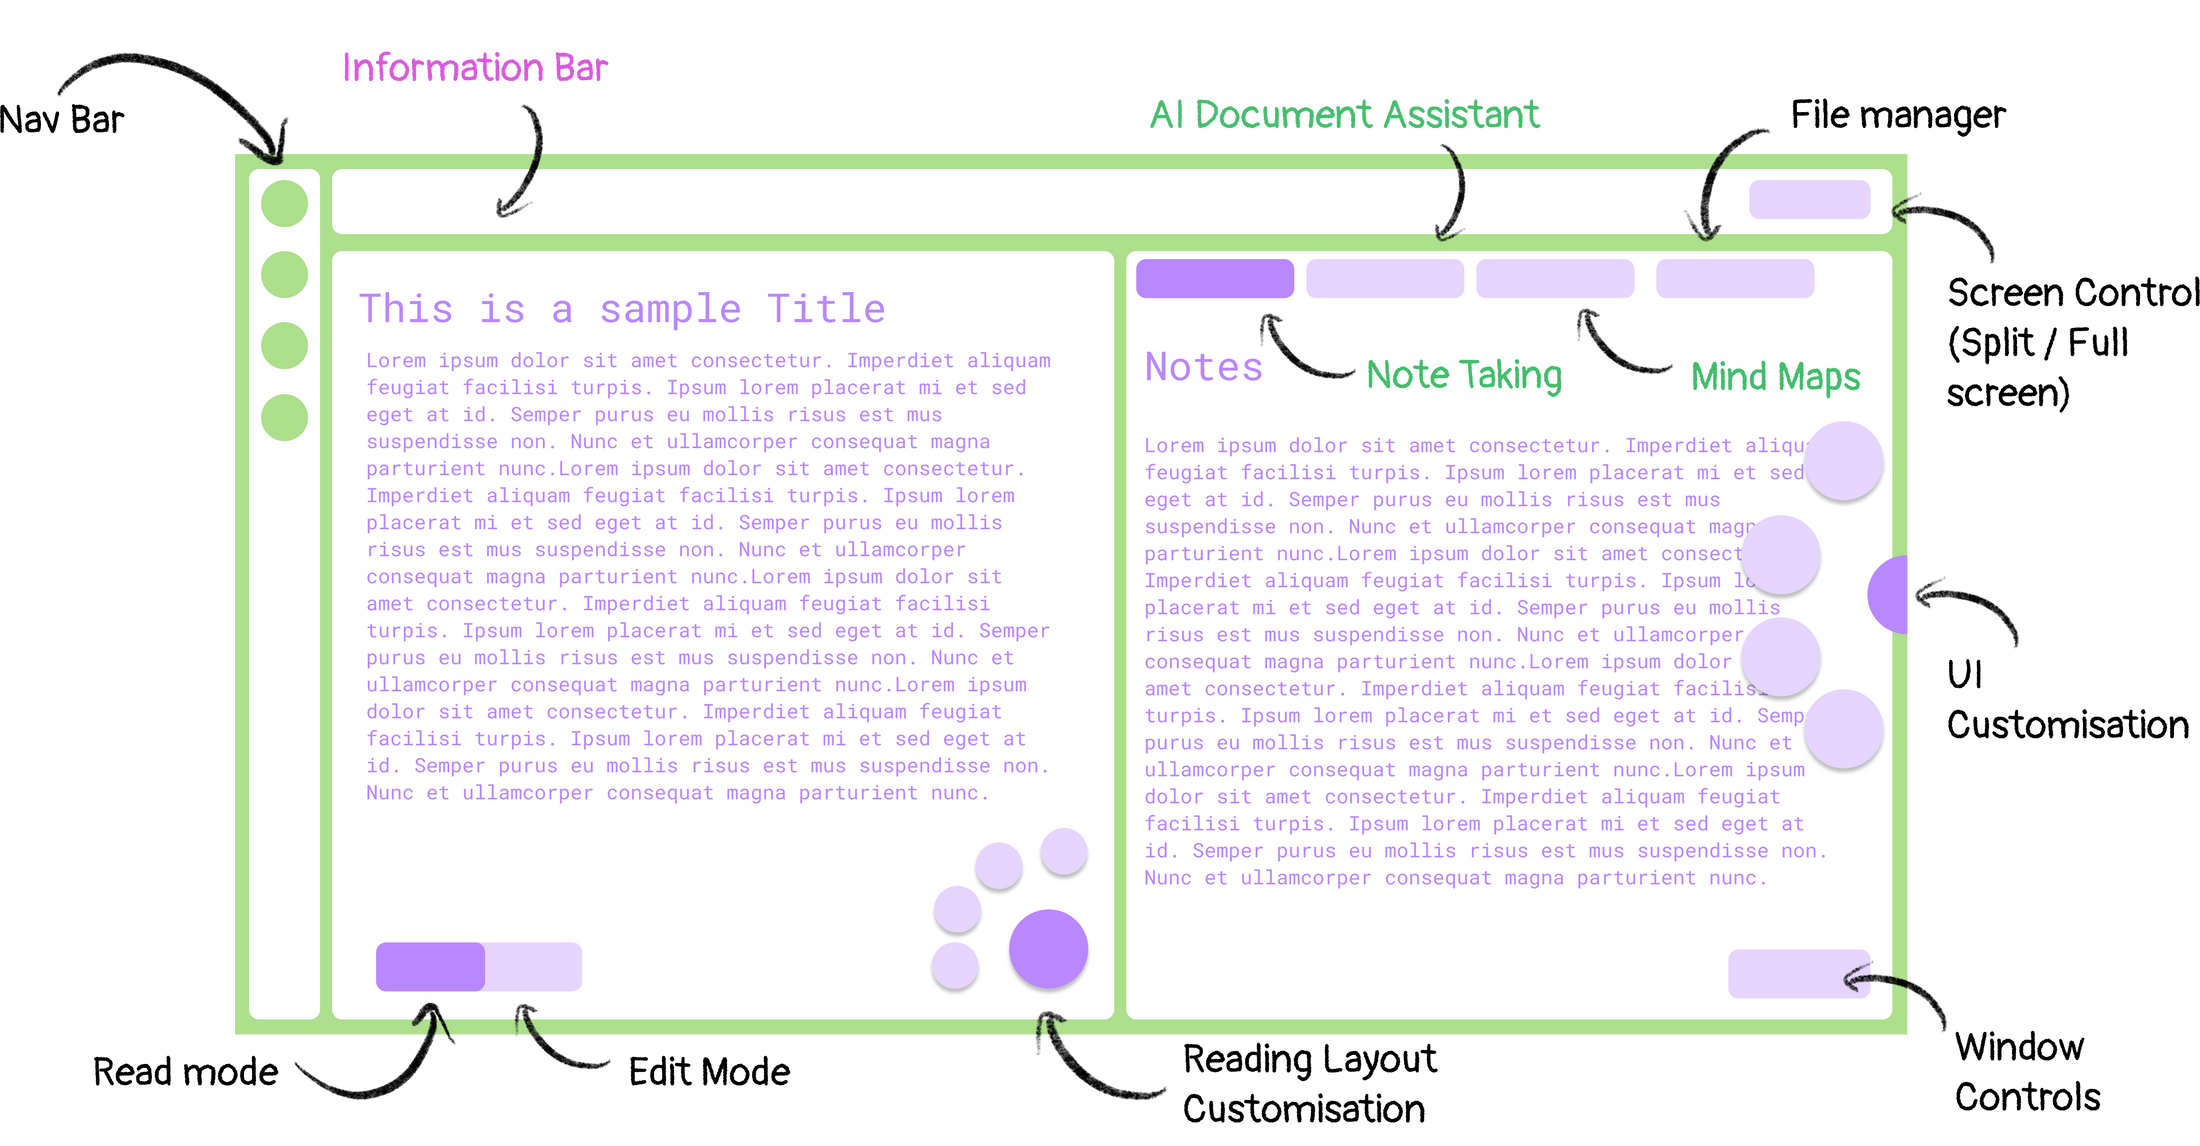 Information Bar
Nav Bar
AI Document Assistant
File manager
Screen Control
(Split / Full
screen)
This is a sample Title
Lorem ipsum dolor sit amet consectetur. Imperdiet aliquam
feugiat facilisi turpis. Ipsum lorem placerat mi et sed
eget at id. Semper purus eu mollis risus est mus
suspendisse non. Nunc et ullamcorper consequat magna
parturient nunc.Lorem ipsum dolor sit amet consectetur.
Imperdiet aliquam feugiat facilisi turpis. Ipsum lorem
placerat mi et sed eget at id. Semper purus eu mollis
risus est mus suspendisse non. Nunc et ullamcorper
consequat magna parturient nunc.Lorem ipsum dolor sit
amet consectetur. Imperdiet aliquam feugiat facilisi
turpis. Ipsum lorem placerat mi et sed eget at id. Semper
purus eu mollis risus est mus suspendisse non. Nunc et
ullamcorper consequat magna parturient nunc.Lorem ipsum
dolor sit amet consectetur. Imperdiet aliquam feugiat
facilisi turpis. Ipsum lorem placerat mi et sed eget at
id. Semper purus eu mollis risus est mus suspendisse non.
Nunc et ullamcorper consequat magna parturient nunc.
Notes
Note Taking
Mind Maps
Lorem ipsum dolor sit amet consectetur. Imperdiet
feugiat facilisi turpis. Ipsum lorem placerat mi et sed
eget at id. Semper purus eu mollis risus est mus
suspendisse non. Nunc et ullamcorper consequat
parturient nunc.Lorem ipsum dolor sit amet
Imperdiet aliquam feugiat facilisi turpis. Ipsum
placerat mi et sed eget at id. Semper purus eu mollis
risus est mus suspendisse non. Nunc et ullamcorper
consequat magna parturient nunc.Lorem ipsum dolor
amet consectetur. Imperdiet aliquam feugiat
turpis. Ipsum lorem placerat mi et sed eget at id.
purus eu mollis risus est mus suspendisse non. Nunc et
ullamcorper consequat magna parturient nunc.Lorem ipsum
dolor sit amet consectetur. Imperdiet aliquam feugiat
facilisi turpis. Ipsum lorem placerat mi et sed eget at
id. Semper purus eu mollis risus est mus suspendisse non.
Nunc et ullamcorper consequat magna parturient nunc.
UI
Customisation
Read mode
Edit Mode
Reading Layout
Customisation
Window
Controls